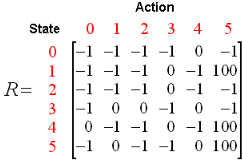 Action
State 0 1 2 3 4 5
0 -1 -1 -1 -1 0 -1
1 -1 -1 -1 0 -1 100
R= 2 -1 -1 -1 0 -1 -1
3 -1 0 0 -1 0 -1
4 0 -1 -1 0 -1 100
5 -1 0 -1 -1 0 100